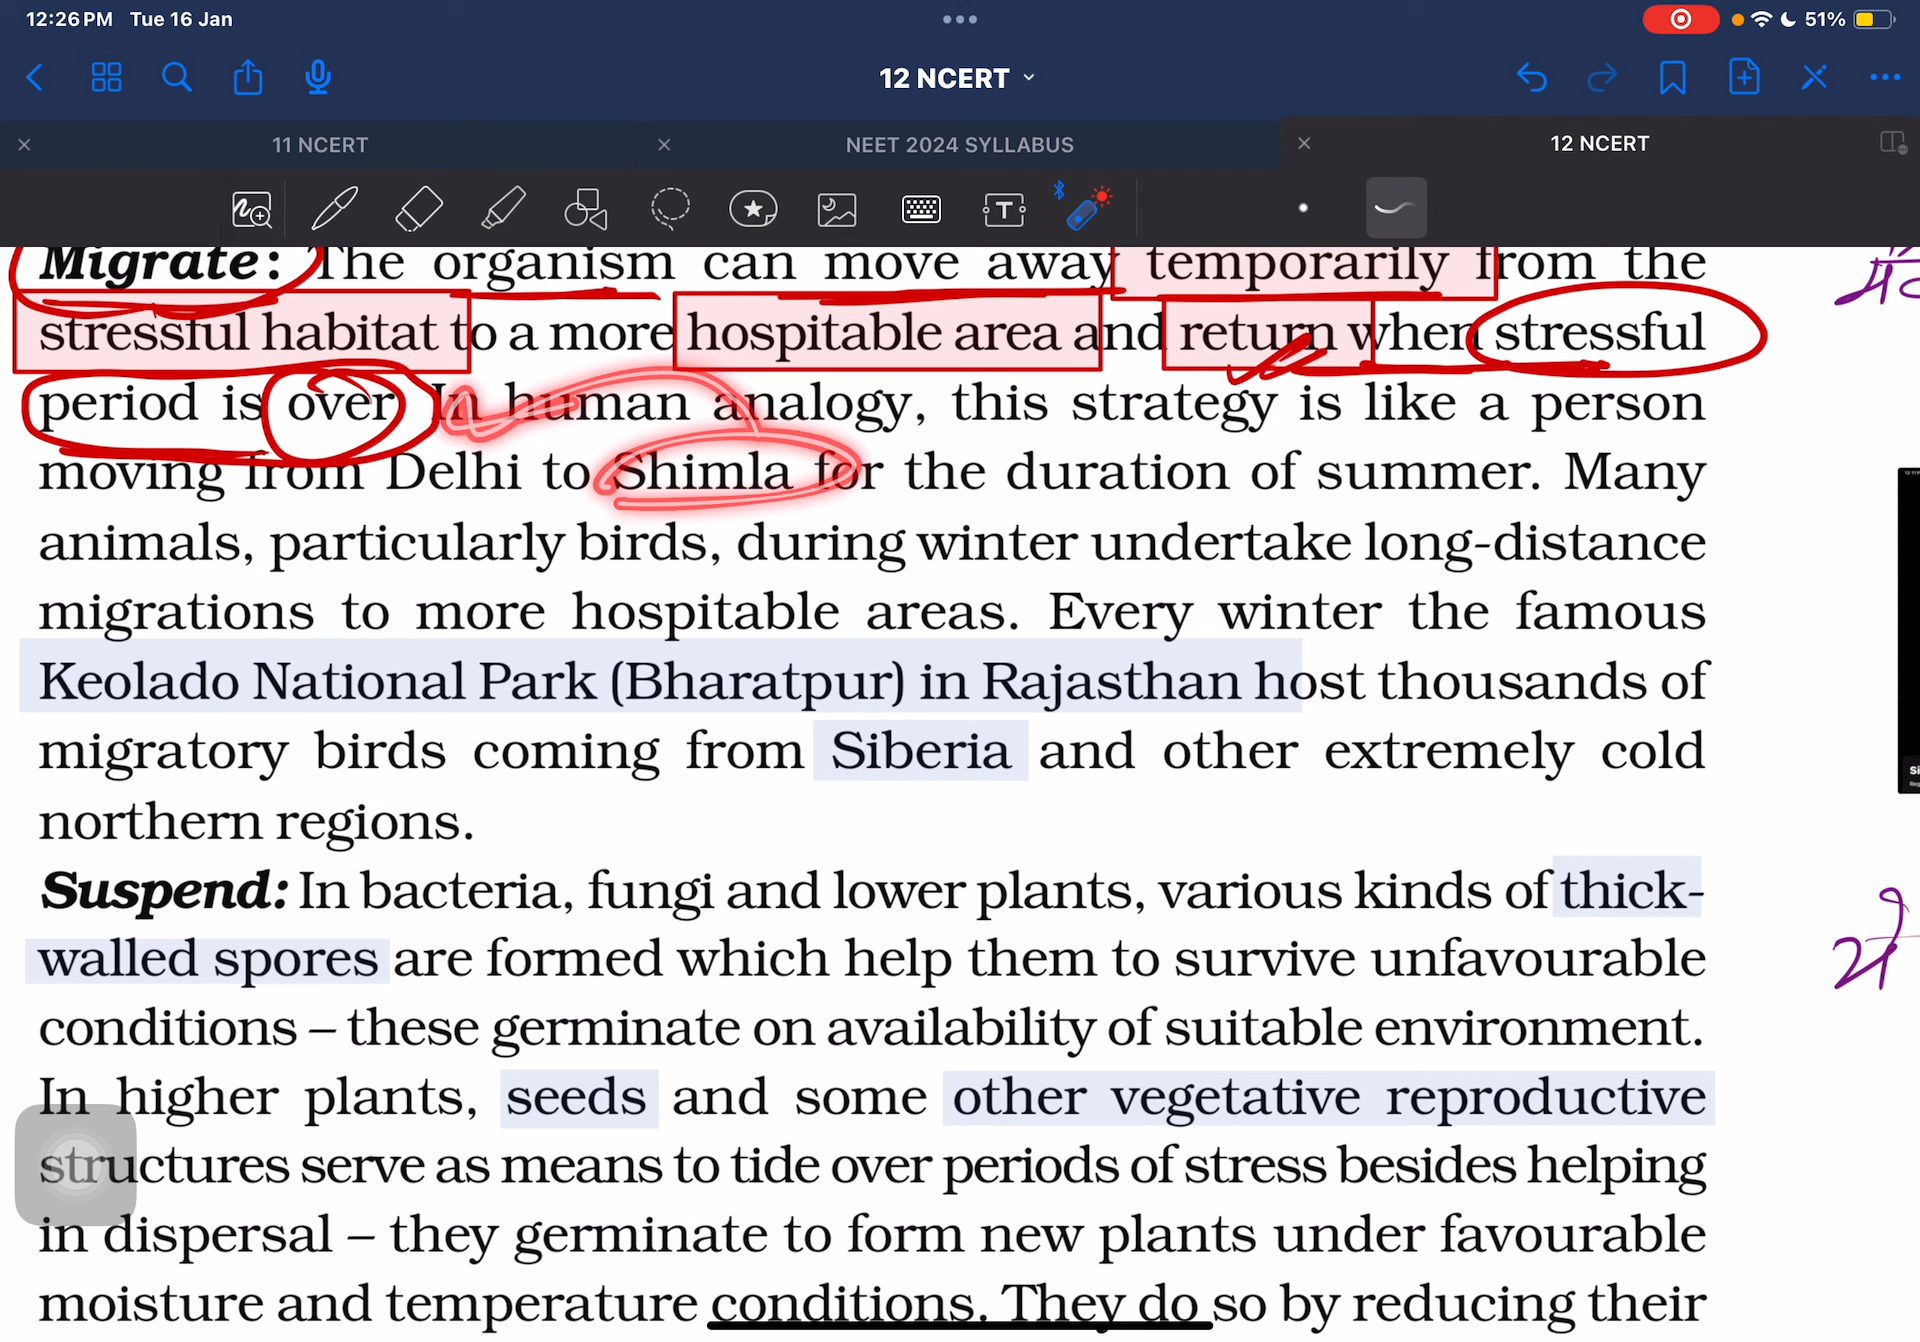 12:26 PM Tue 16 Jan
51%
12 NCERT
11 NCERT
NEET 2024 SYLLABUS
12 NCERT
Migrate: The organism can move away temporarily from the
stressful habitat to a more hospitable area and return when stressful
period is over In human analogy, this strategy is like a person
moving from Delhi to Shimla for the duration of summer. Many
animals, particularly birds, during winter undertake long-distance
migrations to more hospitable areas. Every winter the famous
Keolado National Park (Bharatpur) in Rajasthan host thousands of
migratory birds coming from Siberia and other extremely cold
northern regions.
Suspend: In bacteria, fungi and lower plants, various kinds of thick-
walled spores are formed which help them to survive unfavourable
conditions – these germinate on availability of suitable environment.
In higher plants, seeds and some other vegetative reproductive
structures serve as means to tide over periods of stress besides helping
in dispersal – they germinate to form new plants under favourable
moisture and temperature conditions. They do so by reducing their